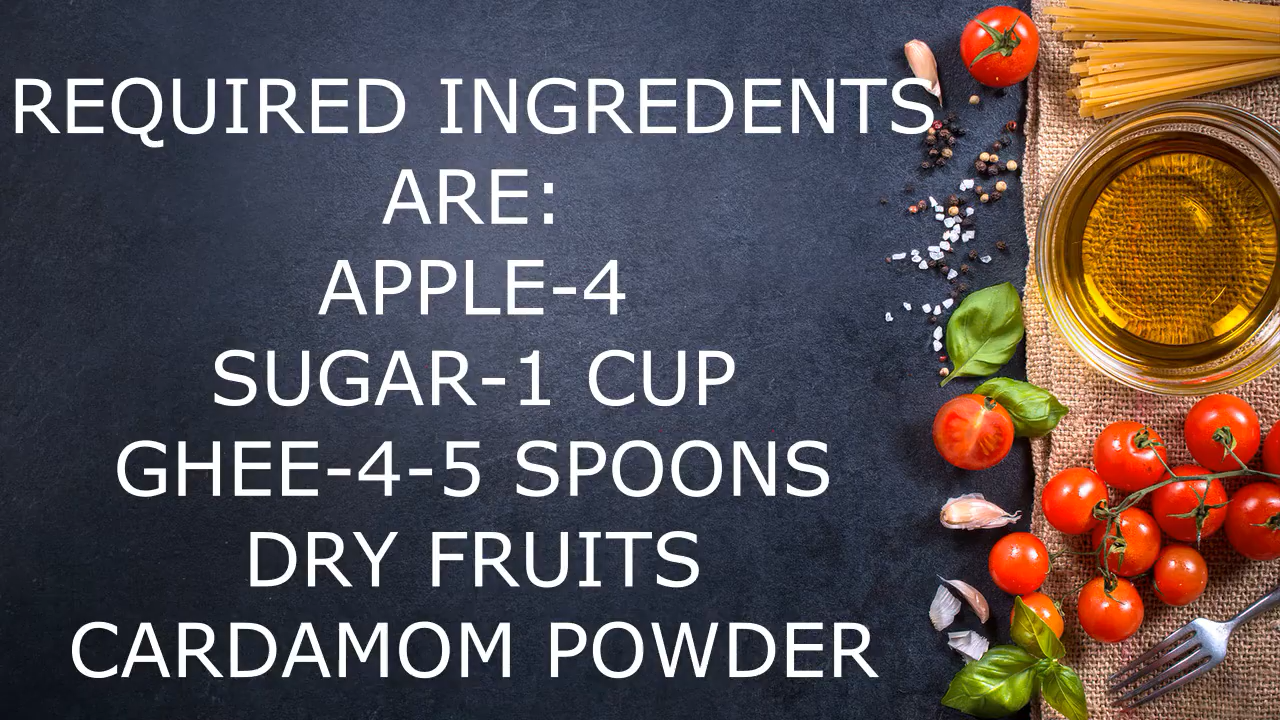 REQUIRED INGREDENTS
ARE:
APPLE-4
SUGAR-1 CUP
GHEE-4-5 SPOONS
DRY FRUITS
CARDAMOM POWDER